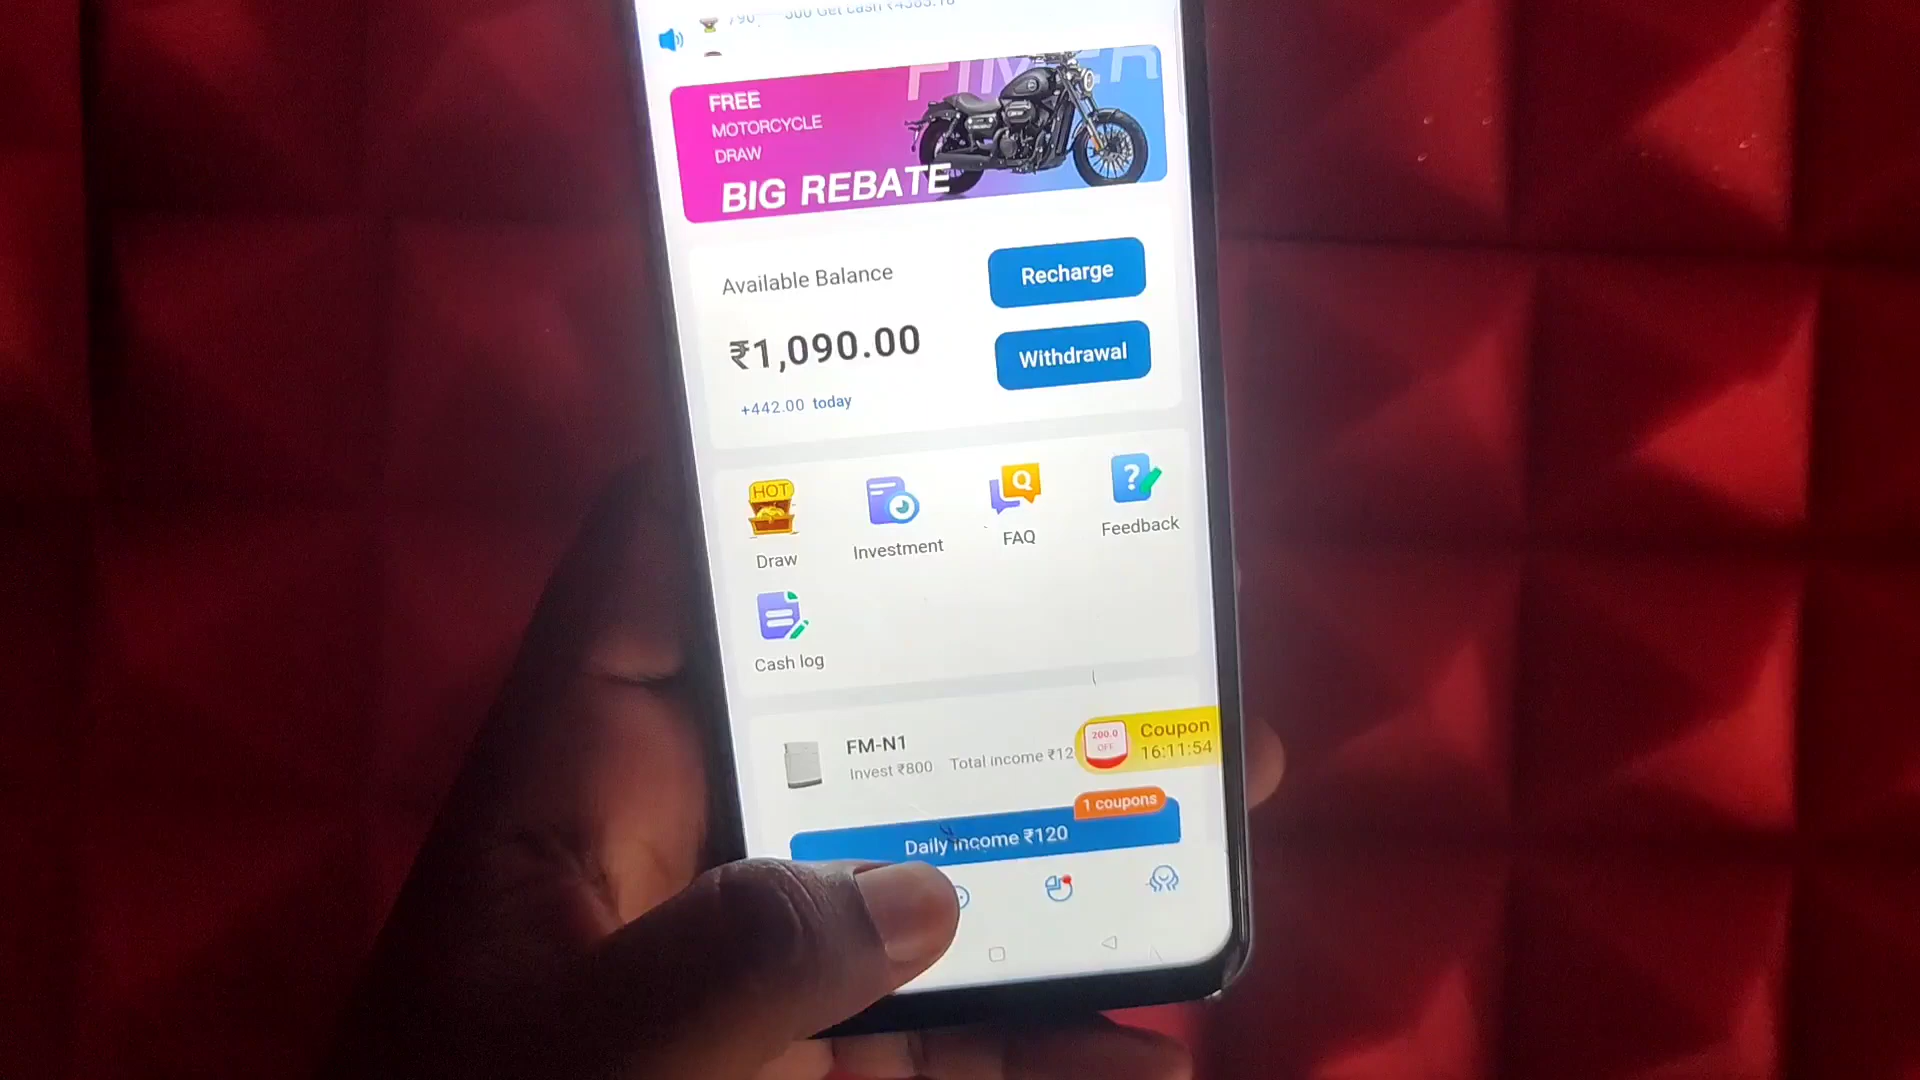 FREE
MOTORCYCLE
DRAW
BIG REBATE
Available Balance
Recharge
₹1,090.00
Withdrawal
+442.00 today
HOT
Draw
Investment
Q
FAQ
?
Feedback
Cash log
FM-N1
Invest ₹800
Total income ₹12
200.0
OFF
Coupon
16:11:54
1 coupons
Daily income ₹120